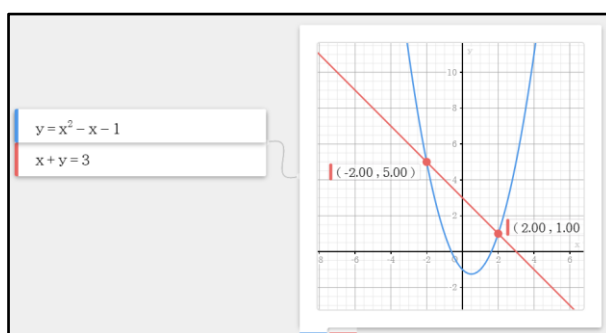 y = x² − x − 1
x + y = 3
y
10
8
6
4
2
( -2.00 , 5.00 )
( 2.00 , 1.00
x
8 -6 -4 -2 0 2 4 6
-2